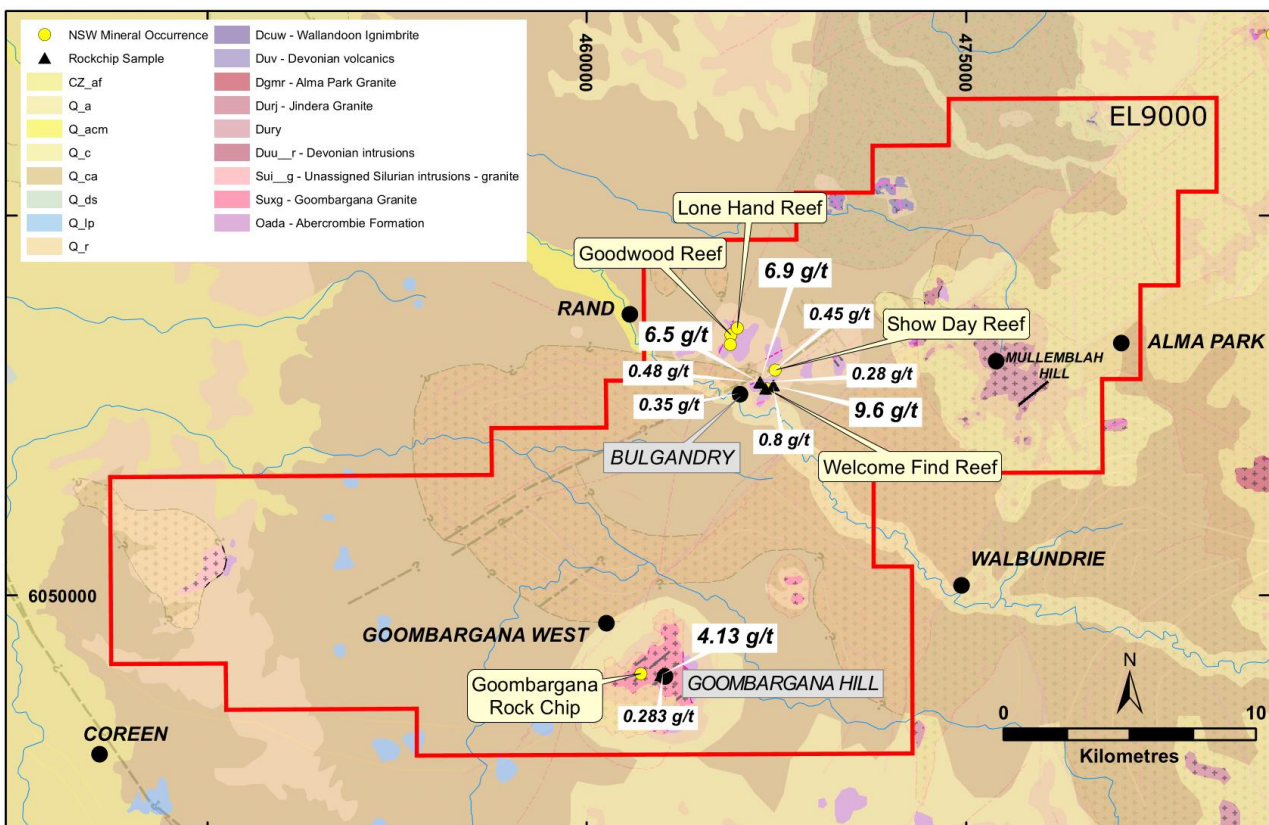 NSW Mineral Occurrence
Rockchip Sample
CZ_af
Q_a
Q_acm
Q_c
Q_ca
Q_ds
Q_lp
Q_r
Dcuw - Wallandoon Ignimbrite
Duv - Devonian volcanics
Dgmr - Alma Park Granite
Durj - Jindera Granite
Dury
Duu__r - Devonian intrusions
Sui__g - Unassigned Silurian intrusions - granite
Suxg - Goombargana Granite
Oada - Abercrombie Formation
460000
475000
EL9000
Lone Hand Reef
Goodwood Reef
6.9 g/t
RAND
0.45 g/t
Show Day Reef
6.5 g/t
ALMA PARK
MULLEMBLAH
HILL
0.48 g/t
0.28 g/t
0.35 g/t
9.6 g/t
0.8 g/t
BULGANDRY
Welcome Find Reef
WALBUNDRIE
6050000
GOOMBARGANA WEST
4.13 g/t
Goombargana
Rock Chip
GOOMBARGANA HILL
0.283 g/t
COREEN
N
0
10
Kilometres